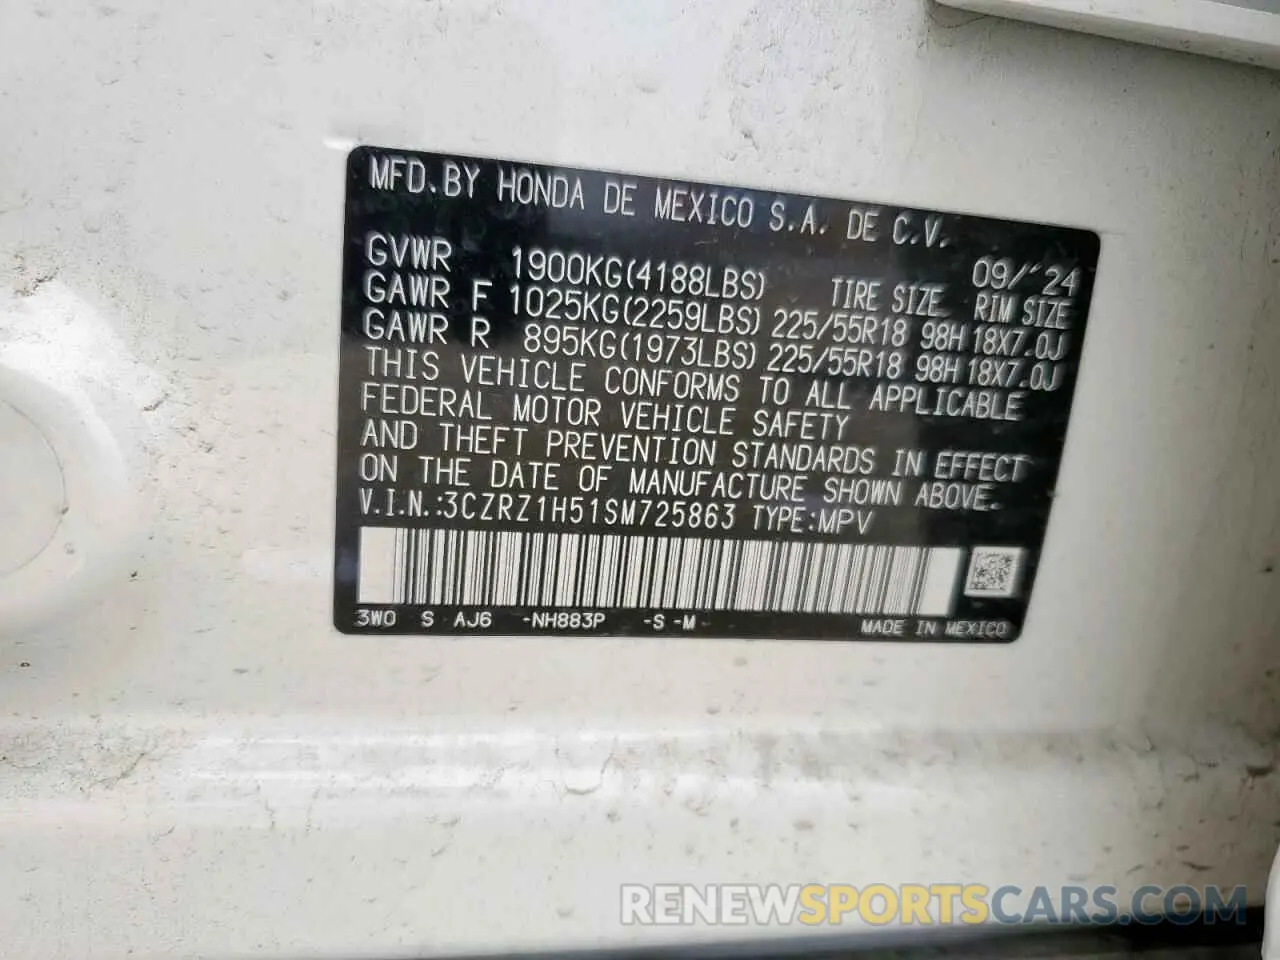 MFD.BY HONDA DE MEXICO S.A. DE C.V.
09/'24
GVWR 1900KG(4188LBS) TIRE SIZE RIM SIZE
GAWR F 1025KG(2259LBS) 225/55R18 98H 18X7.0J
GAWR R 895KG(1973LBS) 225/55R18 98H 18X7.0J
THIS VEHICLE CONFORMS TO ALL APPLICABLE
FEDERAL MOTOR VEHICLE SAFETY
AND THEFT PREVENTION STANDARDS IN EFFECT
ON THE DATE OF MANUFACTURE SHOWN ABOVE.
V.I.N.:3CZRZ1H51SM725863 TYPE:MPV
3W0 S AJ6 -NH883P -S -M MADE IN MEXICO
RENEWSPORTSCARS.COM